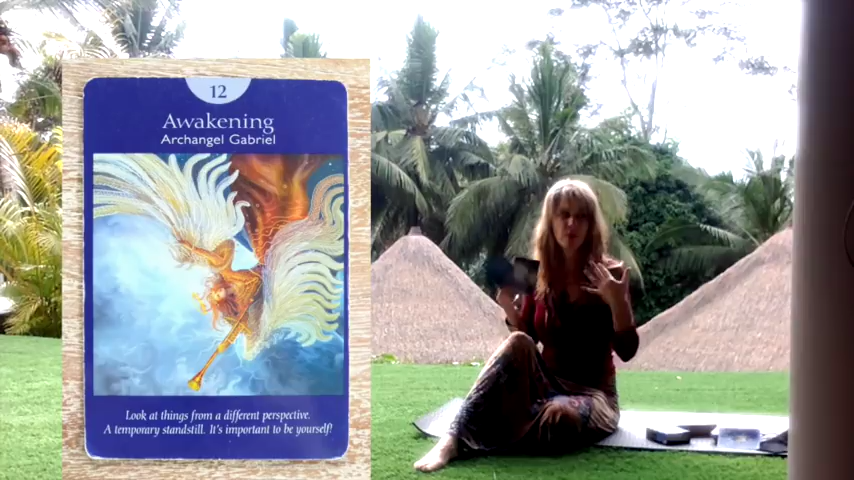 12
Awakening
Archangel Gabriel
Look at things from a different perspective.
A temporary standstill. It's important to be yourself!